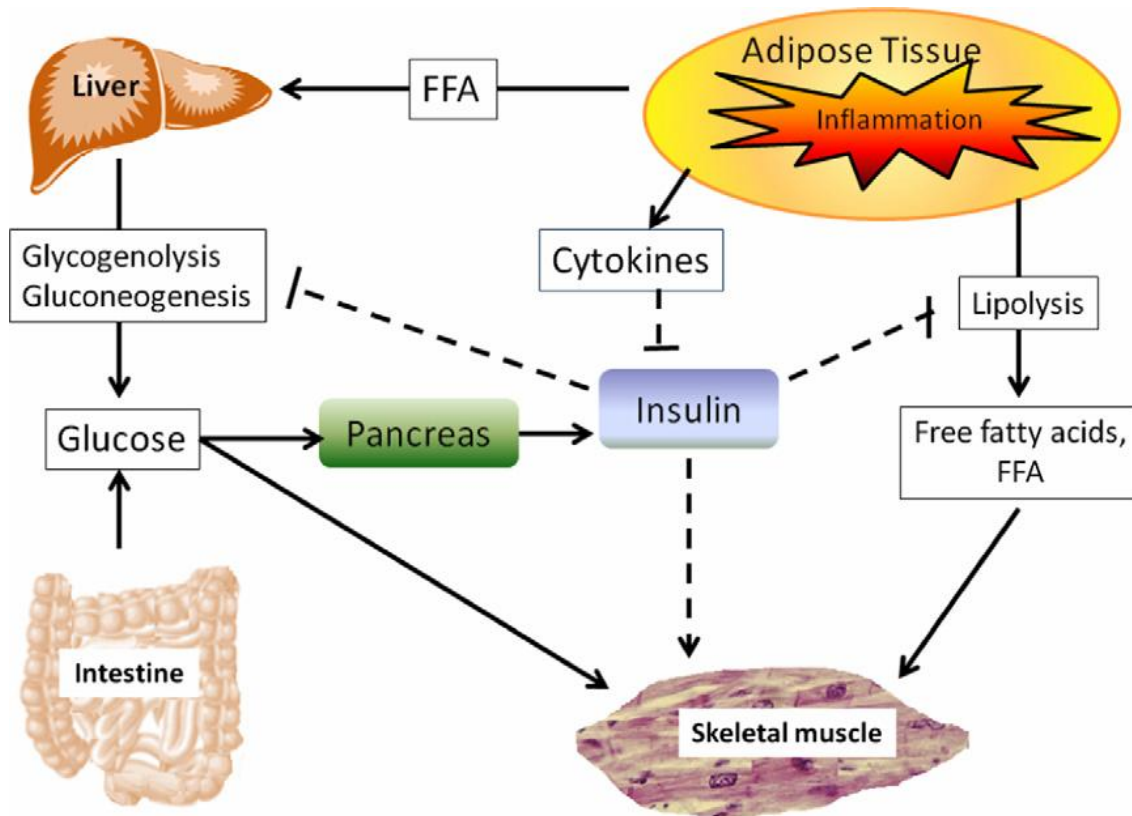 Adipose Tissue
Liver
FFA
Inflammation
Glycogenolysis
Gluconeogenesis
Cytokines
Lipolysis
Glucose
Pancreas
Insulin
Free fatty acids,
FFA
Intestine
Skeletal muscle